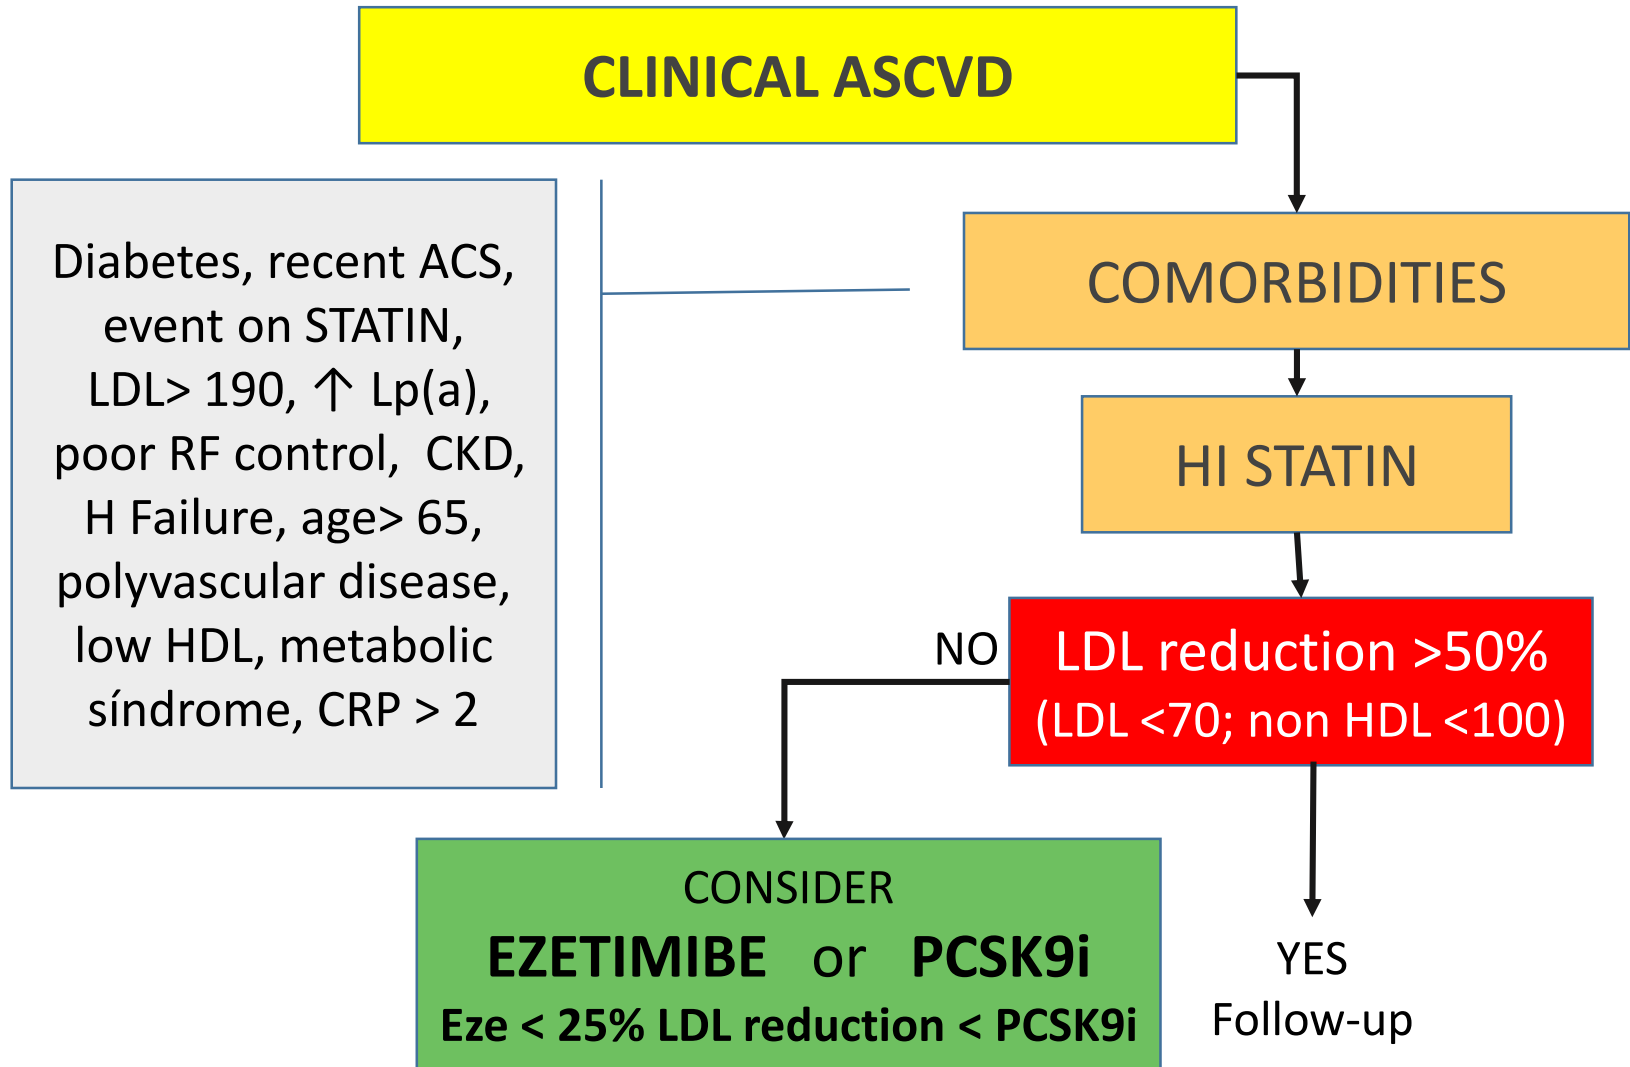 CLINICAL ASCVD
Diabetes, recent ACS,
event on STATIN,
LDL> 190, ↑ Lp(a),
poor RF control, CKD,
H Failure, age> 65,
polyvascular disease,
low HDL, metabolic
síndrome, CRP > 2
COMORBIDITIES
HI STATIN
LDL reduction >50%
(LDL <70; non HDL <100)
NO
CONSIDER
EZETIMIBE or PCSK9i
Eze < 25% LDL reduction < PCSK9i
YES
Follow-up